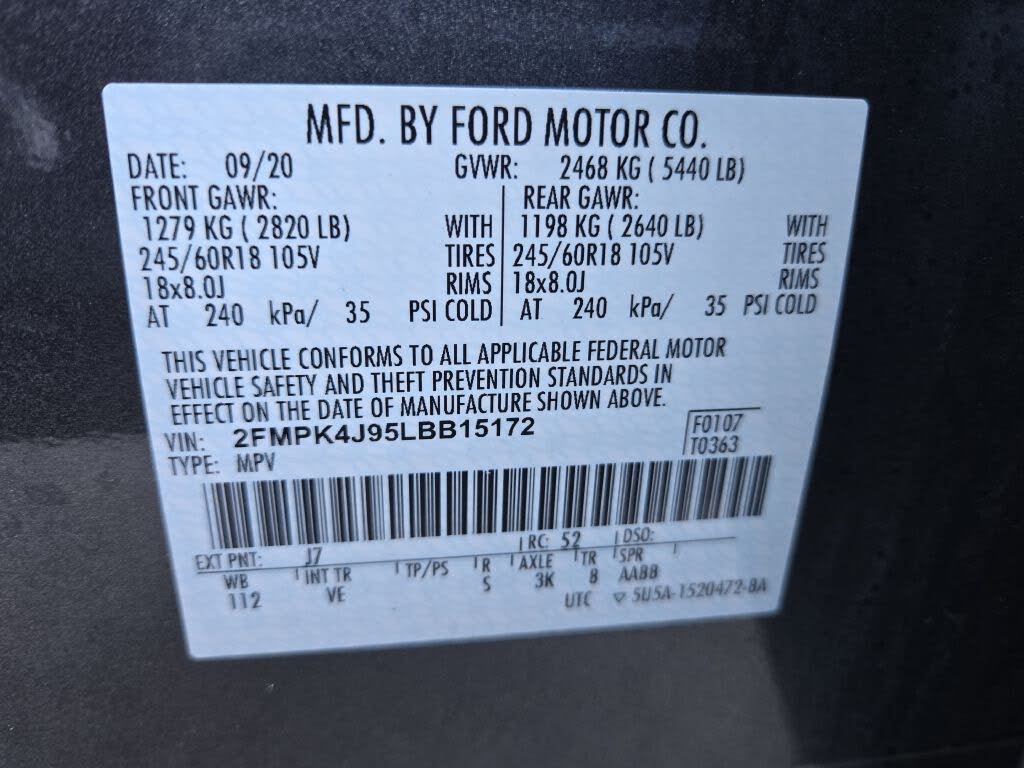 MFD. BY FORD MOTOR CO.
DATE: 09/20 GVWR: 2468 KG ( 5440 LB)
FRONT GAWR: REAR GAWR:
1279 KG ( 2820 LB) WITH 1198 KG ( 2640 LB) WITH
245/60R18 105V TIRES 245/60R18 105V TIRES
18x8.0J RIMS 18x8.0J RIMS
AT 240 kPa/ 35 PSI COLD AT 240 kPa/ 35 PSI COLD
THIS VEHICLE CONFORMS TO ALL APPLICABLE FEDERAL MOTOR
VEHICLE SAFETY AND THEFT PREVENTION STANDARDS IN
EFFECT ON THE DATE OF MANUFACTURE SHOWN ABOVE.
VIN: 2FMPK4J95LBB15172 F0107
TYPE: MPV T0363
EXT PNT: J7 RC: 52 DSO:
WB INT TR TP/PS R AXLE TR SPR
112 VE S 3K 8 AABB
UTC ▽ 5U5A-1520472-BA